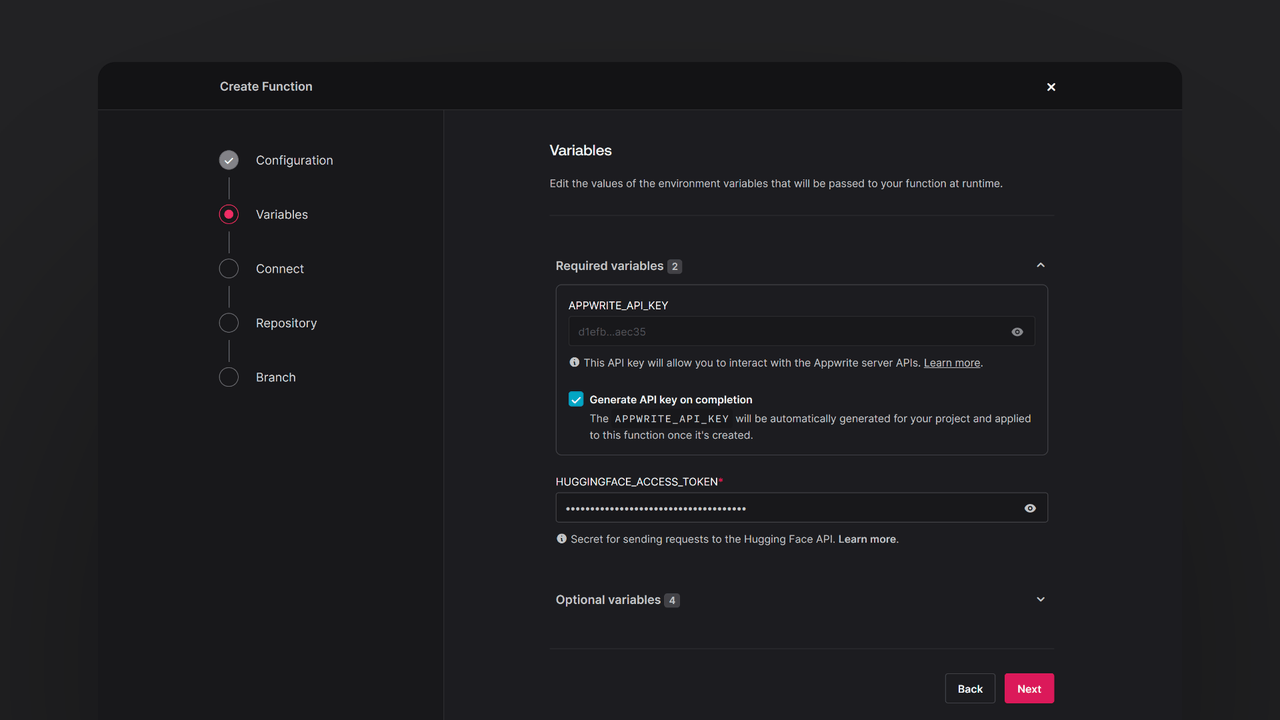 Create Function
Configuration
Variables
Connect
Repository
Branch
Variables
Edit the values of the environment variables that will be passed to your function at runtime.
Required variables 2
APPWRITE_API_KEY
d1efb...aec35
This API key will allow you to interact with the Appwrite server APIs. Learn more.
Generate API key on completion
The APPWRITE_API_KEY will be automatically generated for your project and applied
to this function once it's created.
HUGGINGFACE_ACCESS_TOKEN*
••••••••••••••••••••••••••••••••••••• 
Secret for sending requests to the Hugging Face API. Learn more.
Optional variables 4
Back
Next